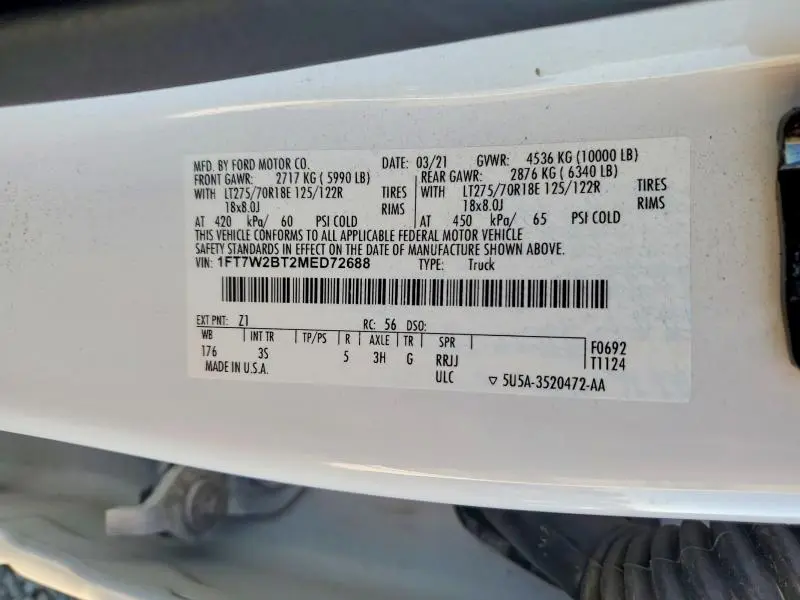 MFD. BY FORD MOTOR CO. DATE: 03/21 GVWR: 4536 KG (10000 LB)
FRONT GAWR: 2717 KG ( 5990 LB) REAR GAWR: 2876 KG ( 6340 LB)
WITH LT275/70R18E 125/122R TIRES WITH LT275/70R18E 125/122R TIRES
18x8.0J RIMS 18x8.0J RIMS
AT 420 kPa/ 60 PSI COLD AT 450 kPa/ 65 PSI COLD
THIS VEHICLE CONFORMS TO ALL APPLICABLE FEDERAL MOTOR VEHICLE
SAFETY STANDARDS IN EFFECT ON THE DATE OF MANUFACTURE SHOWN ABOVE.
VIN: 1FT7W2BT2MED72688 TYPE: Truck
EXT PNT: Z1 RC: 56 DSO:
WB INT TR TP/PS R AXLE TR SPR F0692
176 3S 5 3H G RRJJ T1124
MADE IN U.S.A. ULC ▽ 5U5A-3520472-AA